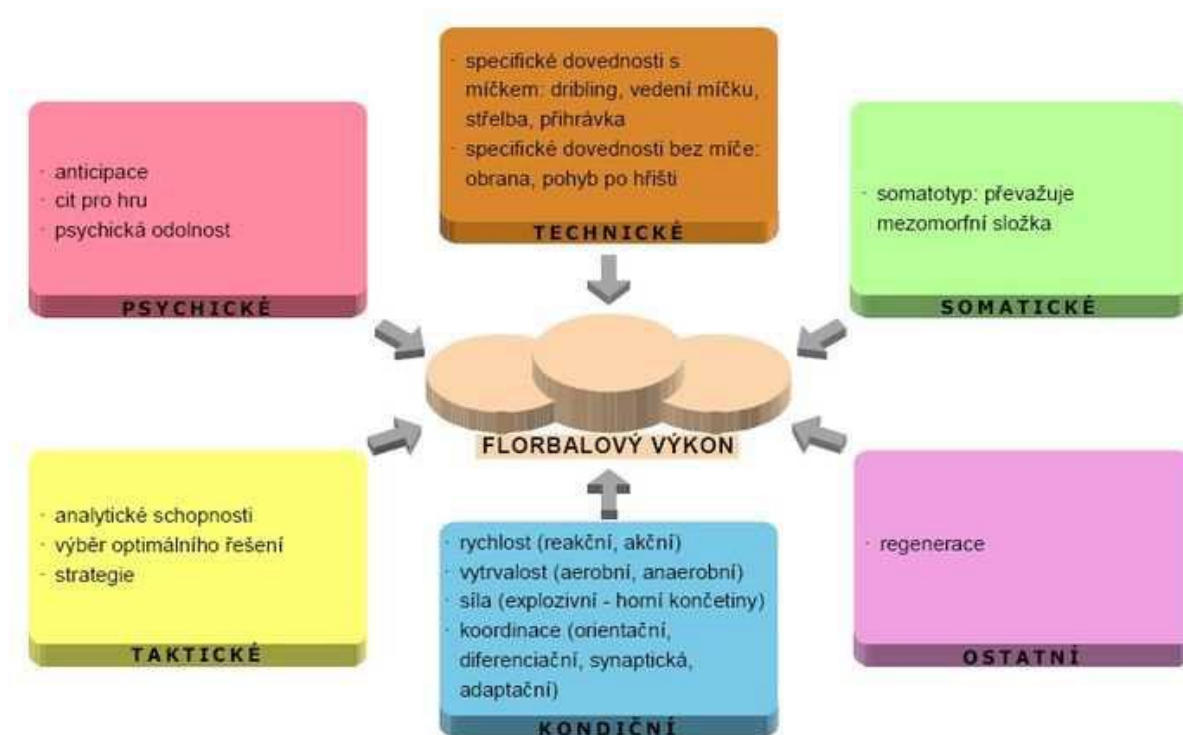 · anticipace
· cit pro hru
· psychická odolnost
PSYCHICKÉ
· specifické dovednosti s
míčkem: dribling, vedení míčku,
střelba, přihrávka
· specifické dovednosti bez míče:
obrana, pohyb po hřišti
TECHNICKÉ
· somatotyp: převažuje
mezomorfní složka
SOMATICKÉ
FLORBALOVÝ VÝKON
· analytické schopnosti
· výběr optimálního řešení
· strategie
TAKTICKÉ
· rychlost (reakční, akční)
· vytrvalost (aerobní, anaerobní)
· síla (explozivní - horní končetiny)
· koordinace (orientační,
diferenciační, synaptická,
adaptační)
KONDIČNÍ
· regenerace
OSTATNÍ